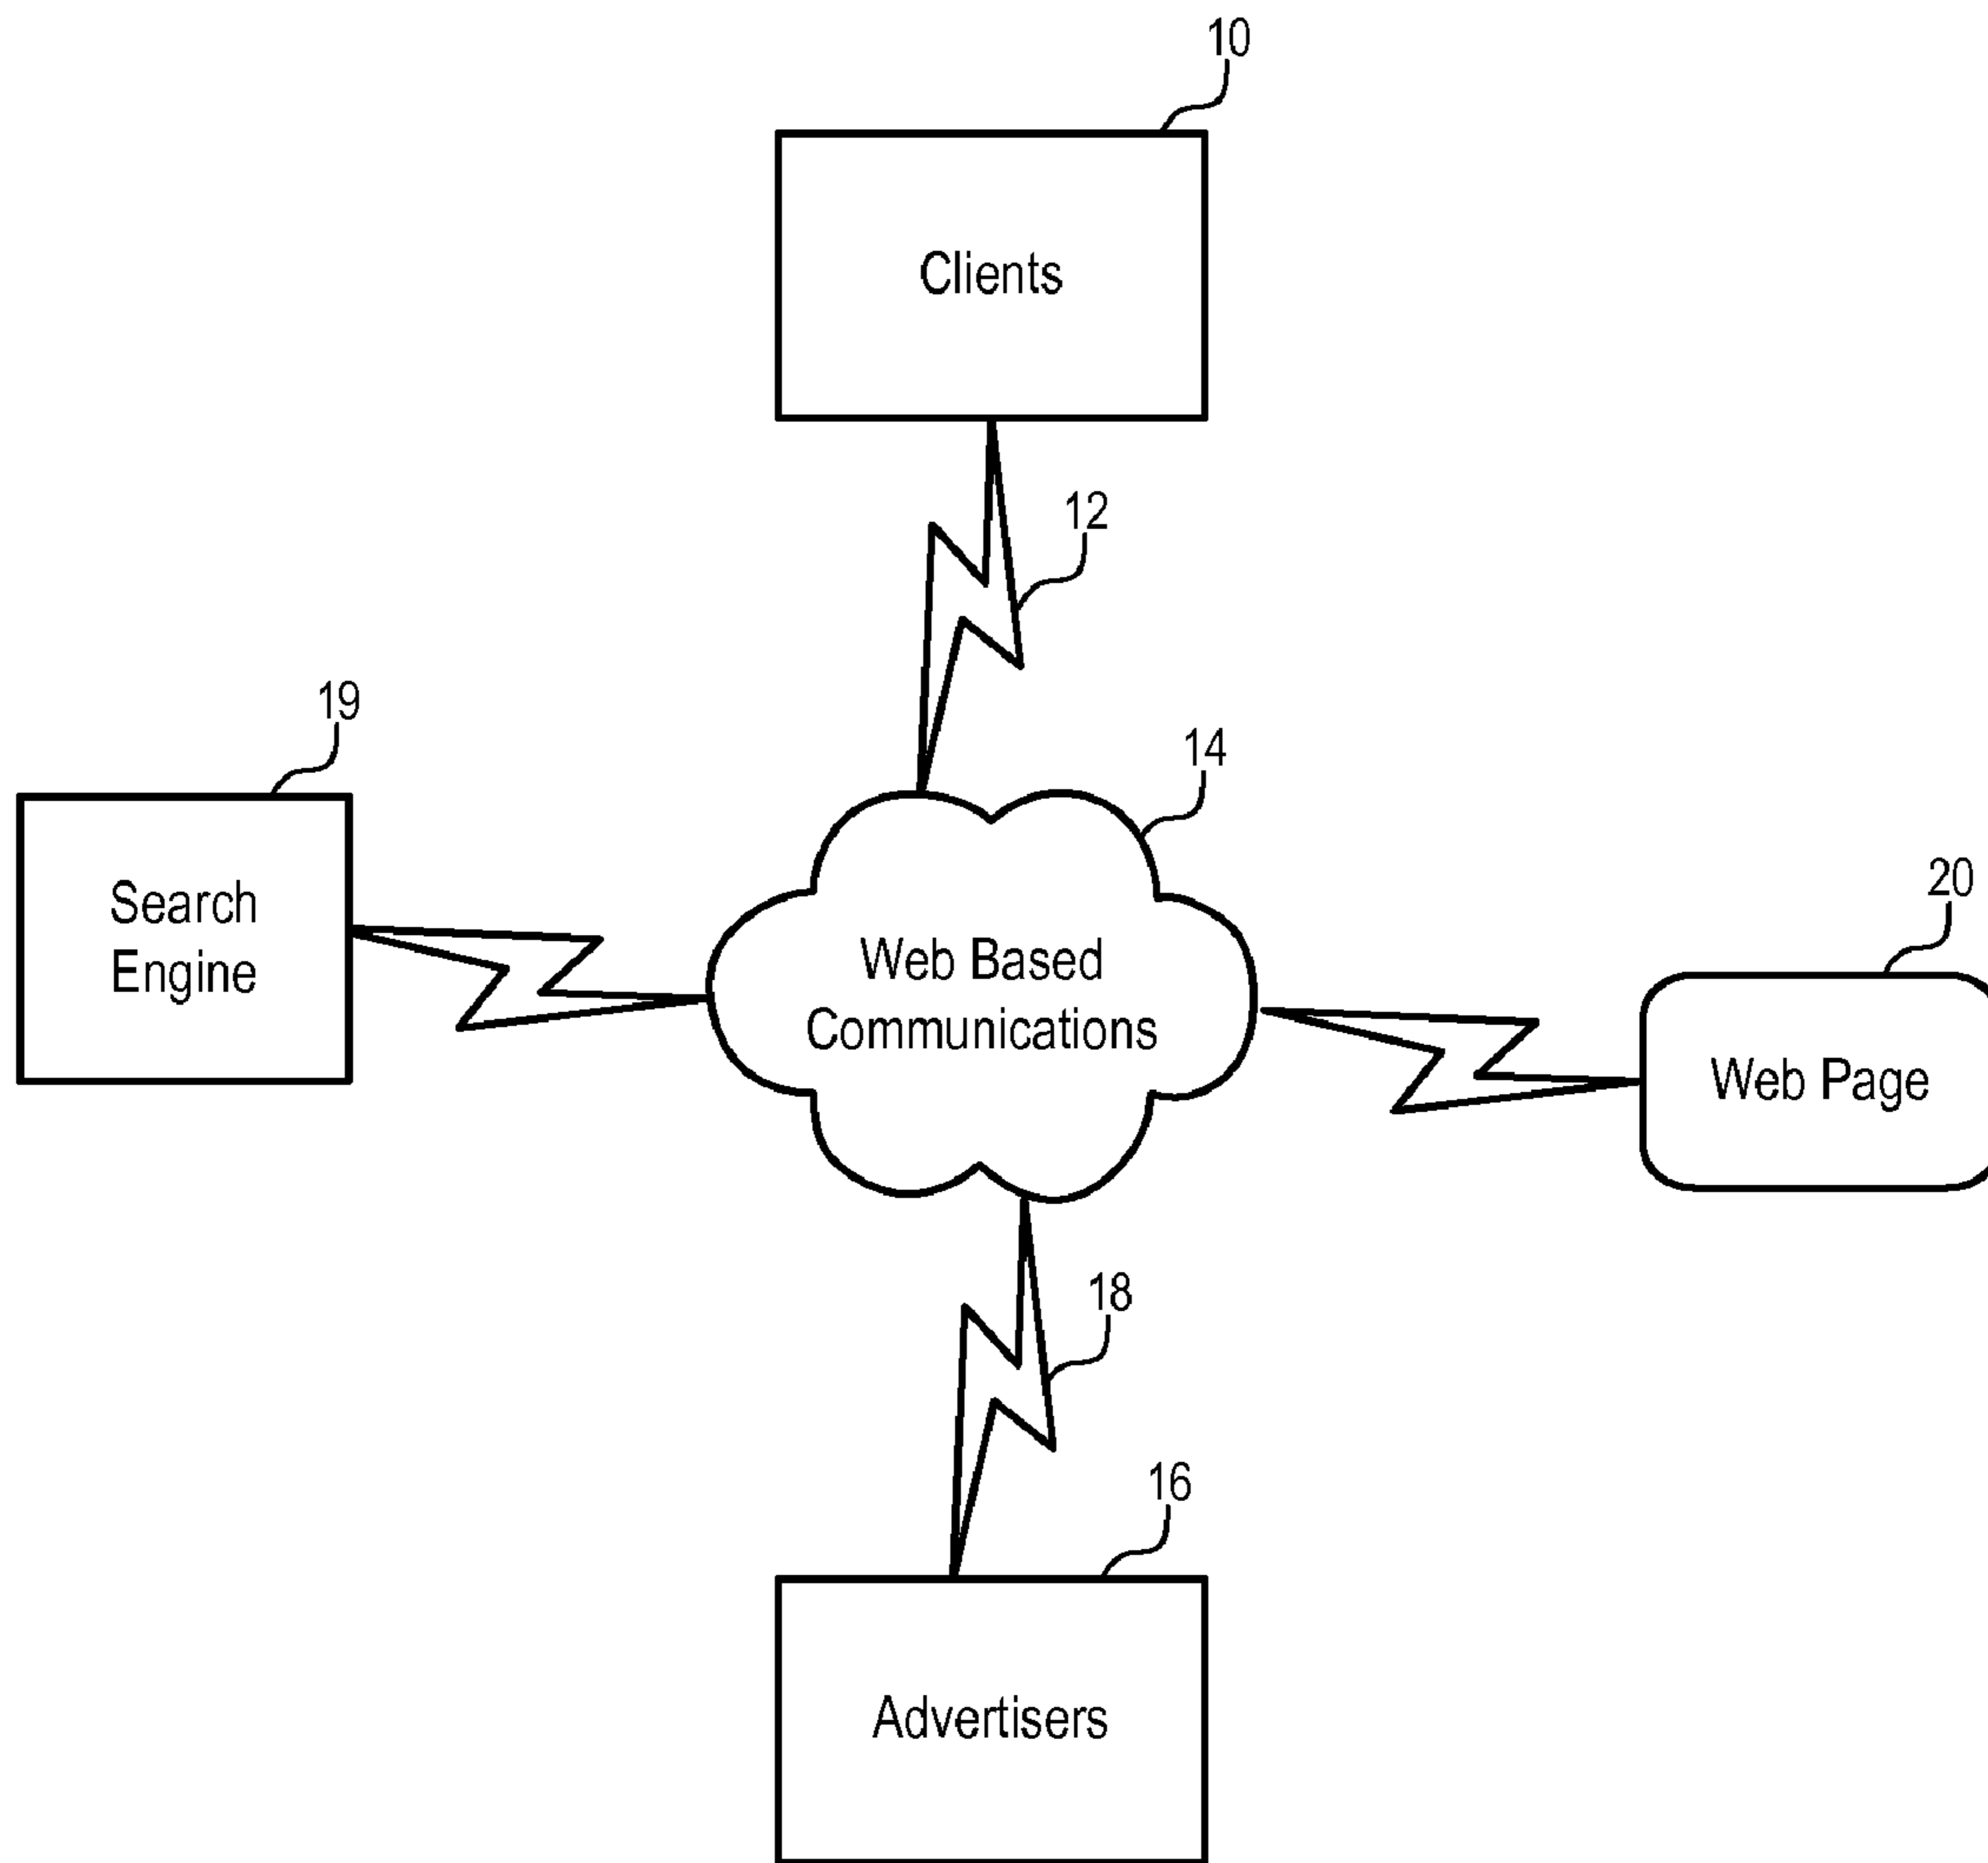 10
Clients
12
19
14
Search
Engine
20
Web Based
Communications
Web Page
18
16
Advertisers